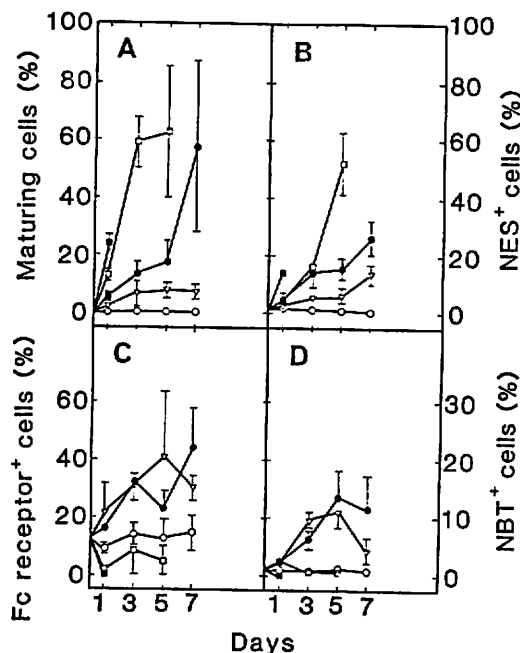 100
80
60
40
20
0
Maturing cells (%)
A
B
100
80
60
40
20
0
NES+ cells (%)
60
40
20
0
Fc receptor+ cells (%)
C
D
30
20
10
0
NBT+ cells (%)
1 3 5 7
1 3 5 7
Days